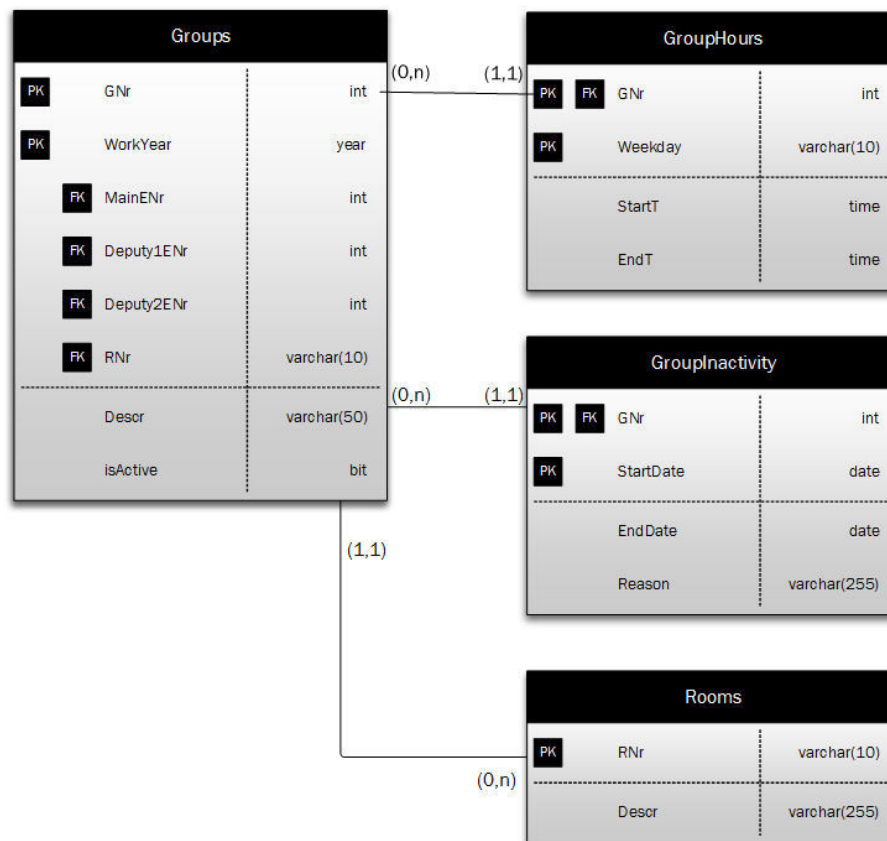 Groups
PK GNr int
PK WorkYear year
FK MainENr int
FK Deputy1ENr int
FK Deputy2ENr int
FK RNr varchar(10)
Descr varchar(50)
isActive bit
(0,n) (1,1)
GroupHours
PK FK GNr int
PK Weekday varchar(10)
StartT time
EndT time
(0,n) (1,1)
GroupInactivity
PK FK GNr int
PK StartDate date
EndDate date
Reason varchar(255)
(1,1)
(0,n)
Rooms
PK RNr varchar(10)
Descr varchar(255)